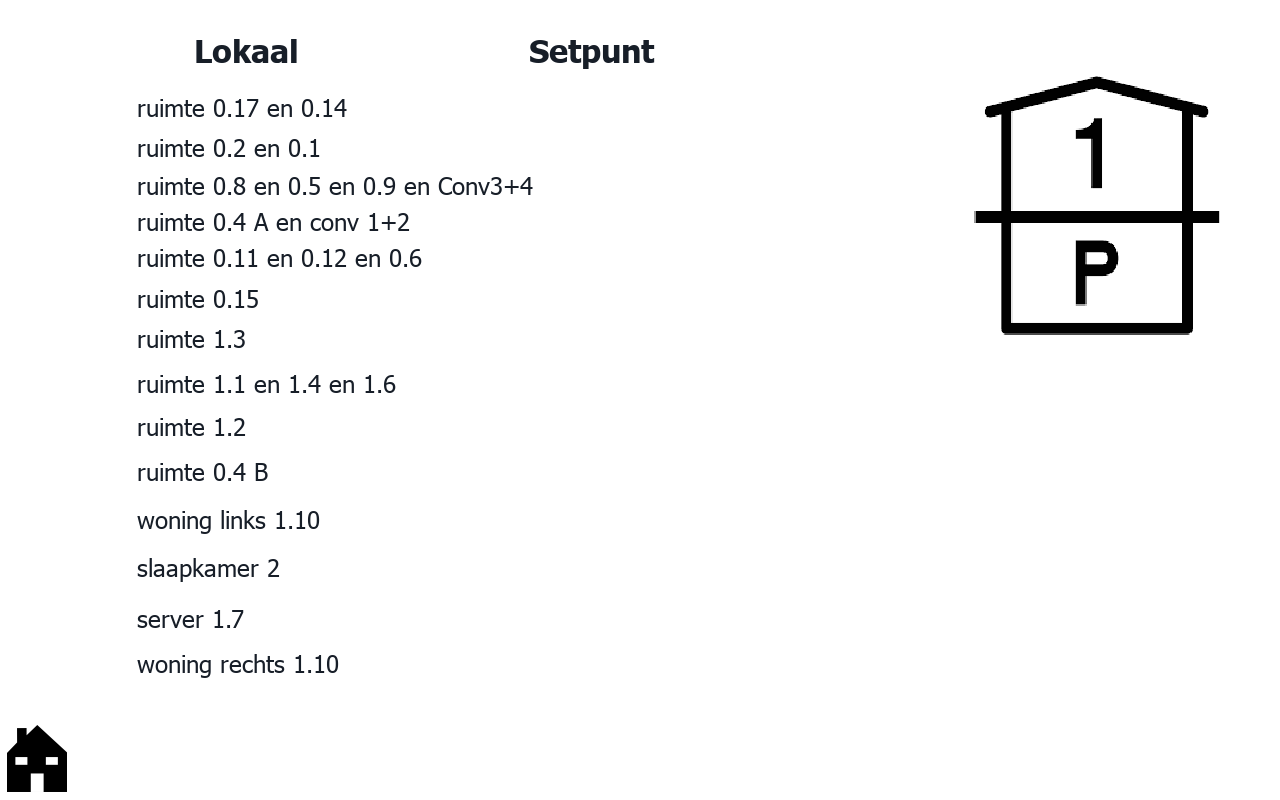 Lokaal Setpunt
ruimte 0.17 en 0.14
ruimte 0.2 en 0.1
ruimte 0.8 en 0.5 en 0.9 en Conv3+4
ruimte 0.4 A en conv 1+2
ruimte 0.11 en 0.12 en 0.6
ruimte 0.15
ruimte 1.3
ruimte 1.1 en 1.4 en 1.6
ruimte 1.2
ruimte 0.4 B
woning links 1.10
slaapkamer 2
server 1.7
woning rechts 1.10
1
P